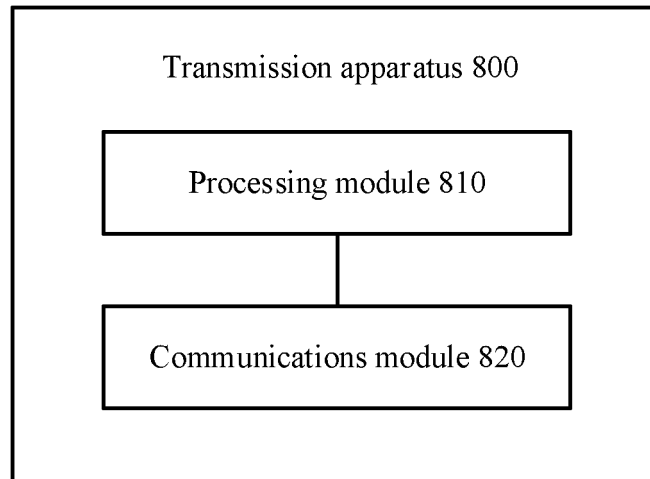 Transmission apparatus 800
Processing module 810
Communications module 820